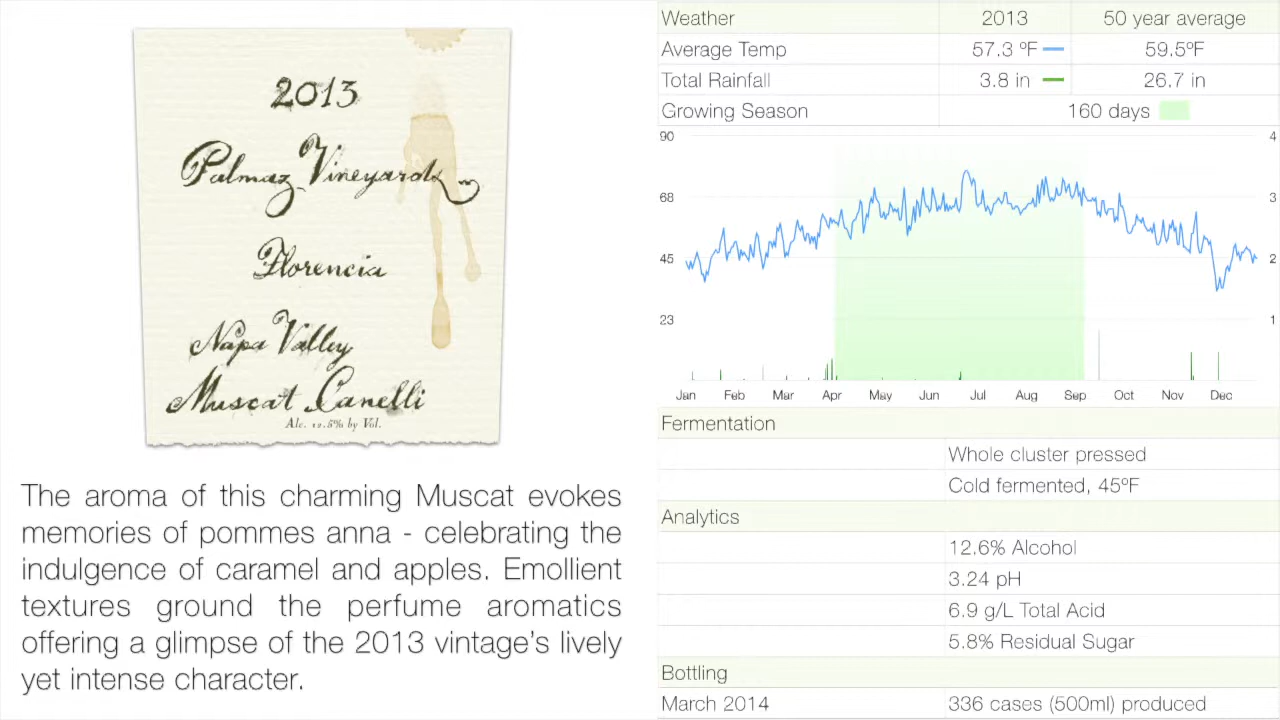 2013
Palmaz Vineyards
Florencia
Napa Valley
Muscat Canelli
Alc. 12.5% by Vol.
The aroma of this charming Muscat evokes
memories of pommes anna - celebrating the
indulgence of caramel and apples. Emollient
textures ground the perfume aromatics
offering a glimpse of the 2013 vintage's lively
yet intense character.
Weather 2013 50 year average
Average Temp 57.3 ºF 59.5ºF
Total Rainfall 3.8 in 26.7 in
Growing Season 160 days
90 4
68 3
45 2
23 1
Jan Feb Mar Apr May Jun Jul Aug Sep Oct Nov Dec
Fermentation
Whole cluster pressed
Cold fermented, 45ºF
Analytics
12.6% Alcohol
3.24 pH
6.9 g/L Total Acid
5.8% Residual Sugar
Bottling
March 2014 336 cases (500ml) produced